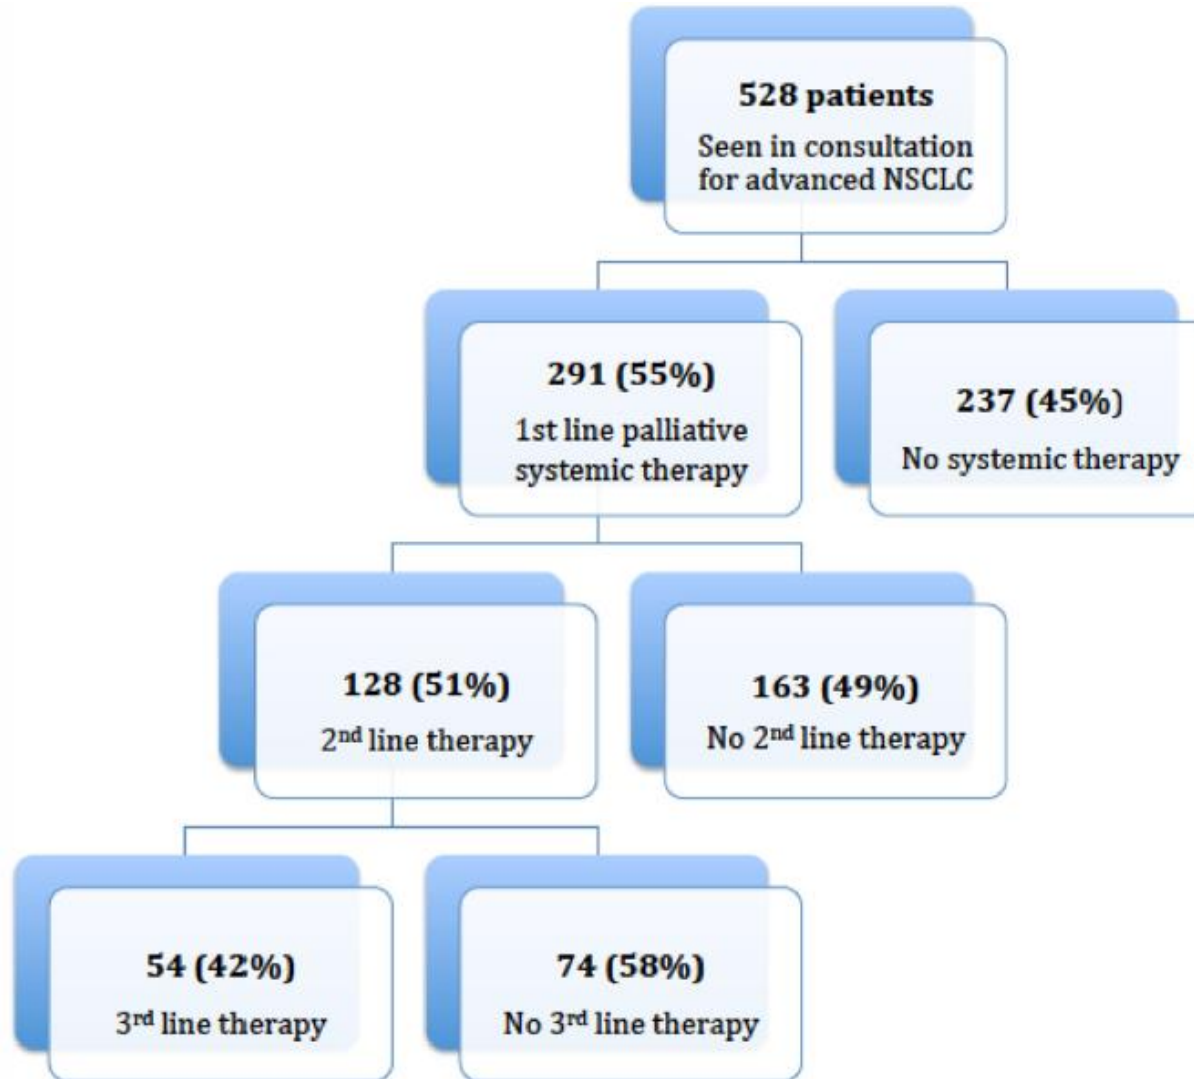 528 patients
Seen in consultation
for advanced NSCLC
291 (55%)
1st line palliative
systemic therapy
237 (45%)
No systemic therapy
128 (51%)
2nd line therapy
163 (49%)
No 2nd line therapy
54 (42%)
3rd line therapy
74 (58%)
No 3rd line therapy